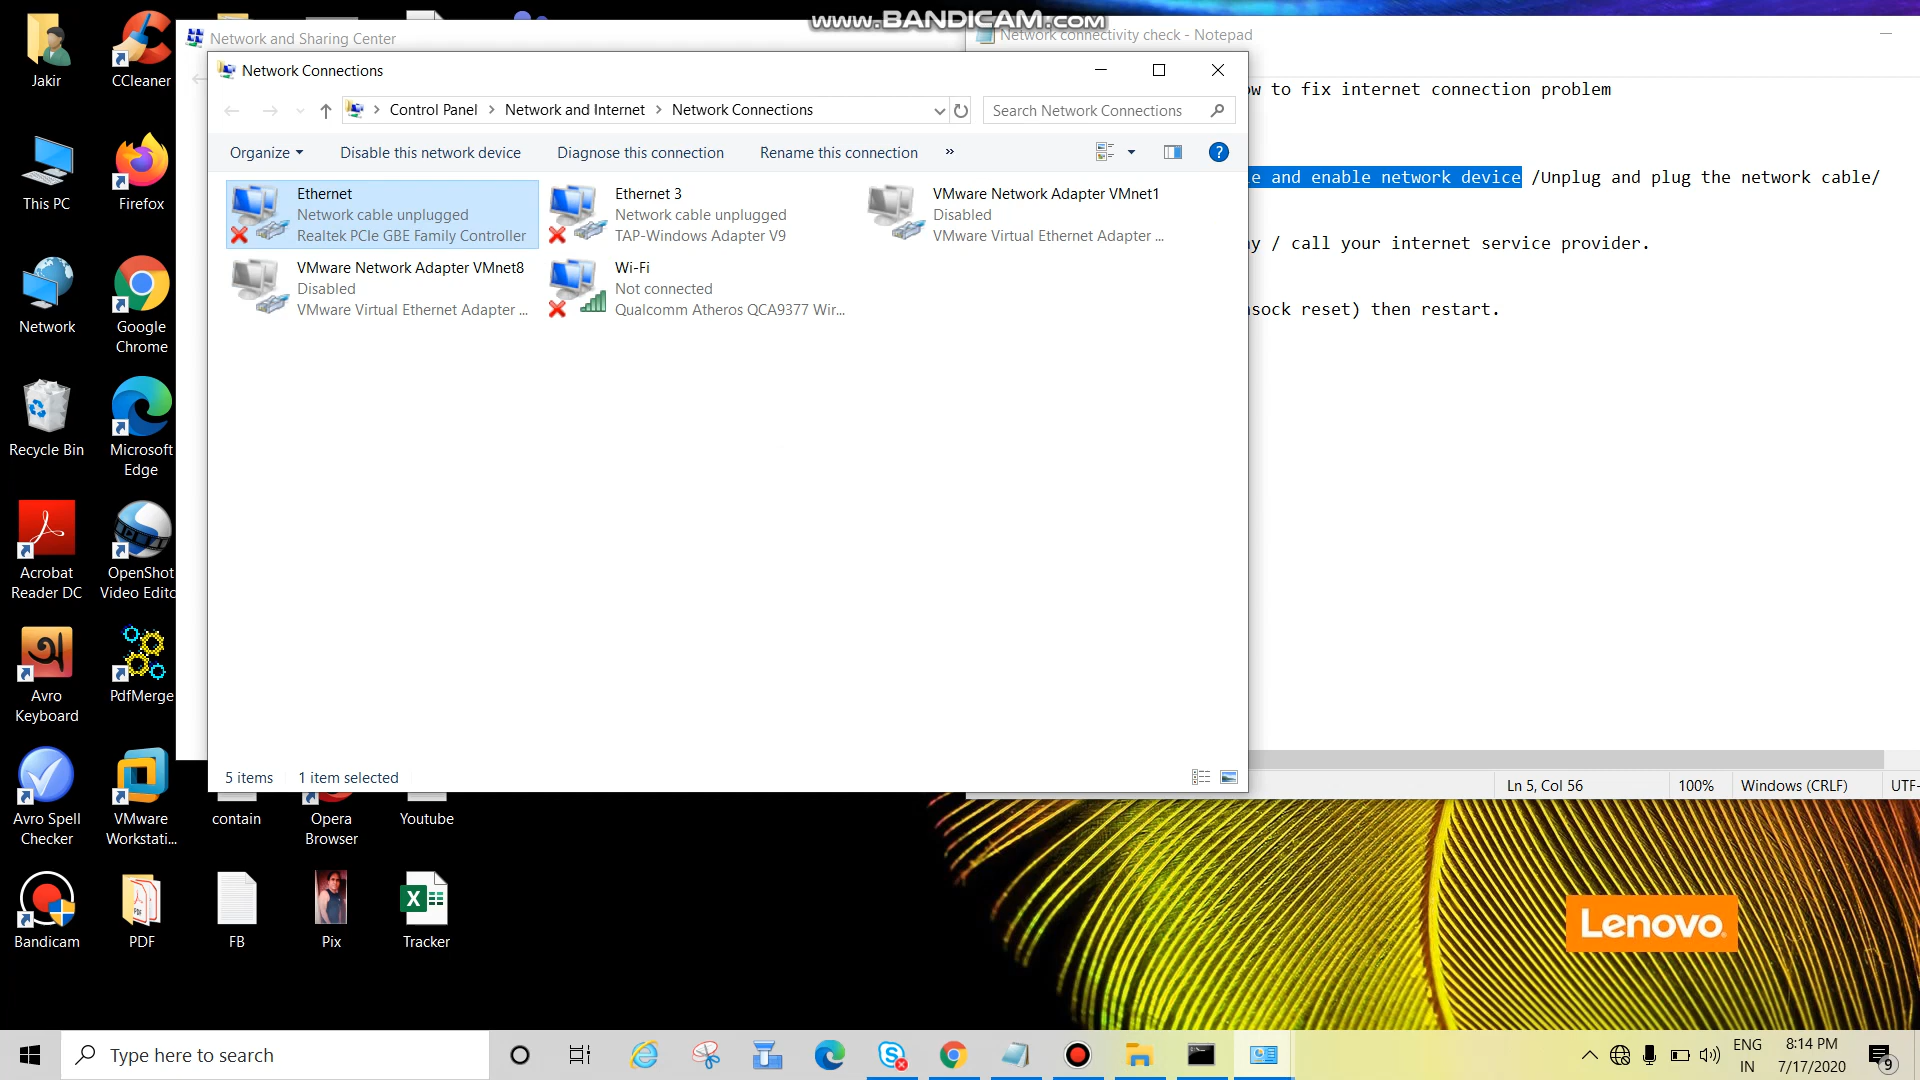 www.BANDICAM.com
Jakir
CCleaner
This PC
Firefox
Network
Google
Chrome
Recycle Bin
Microsoft
Edge
Acrobat
Reader DC
OpenShot
Video Edito
Avro
Keyboard
PdfMerge
Avro Spell
Checker
VMware
Workstati...
contain
Opera
Browser
Youtube
Bandicam
PDF
FB
Pix
Tracker
Network and Sharing Center
Network connectivity check - Notepad
Network Connections
Control Panel > Network and Internet > Network Connections
Search Network Connections
Organize
Disable this network device
Diagnose this connection
Rename this connection
»
Ethernet
Network cable unplugged
Realtek PCIe GBE Family Controller
Ethernet 3
Network cable unplugged
TAP-Windows Adapter V9
VMware Network Adapter VMnet1
Disabled
VMware Virtual Ethernet Adapter ...
VMware Network Adapter VMnet8
Disabled
VMware Virtual Ethernet Adapter ...
Wi-Fi
Not connected
Qualcomm Atheros QCA9377 Wir...
5 items
1 item selected
to fix internet connection problem
and enable network device /Unplug and plug the network cable/
/ call your internet service provider.
reset) then restart.
Ln 5, Col 56
100%
Windows (CRLF)
UTF-
Lenovo
Type here to search
ENG
IN
8:14 PM
7/17/2020
9